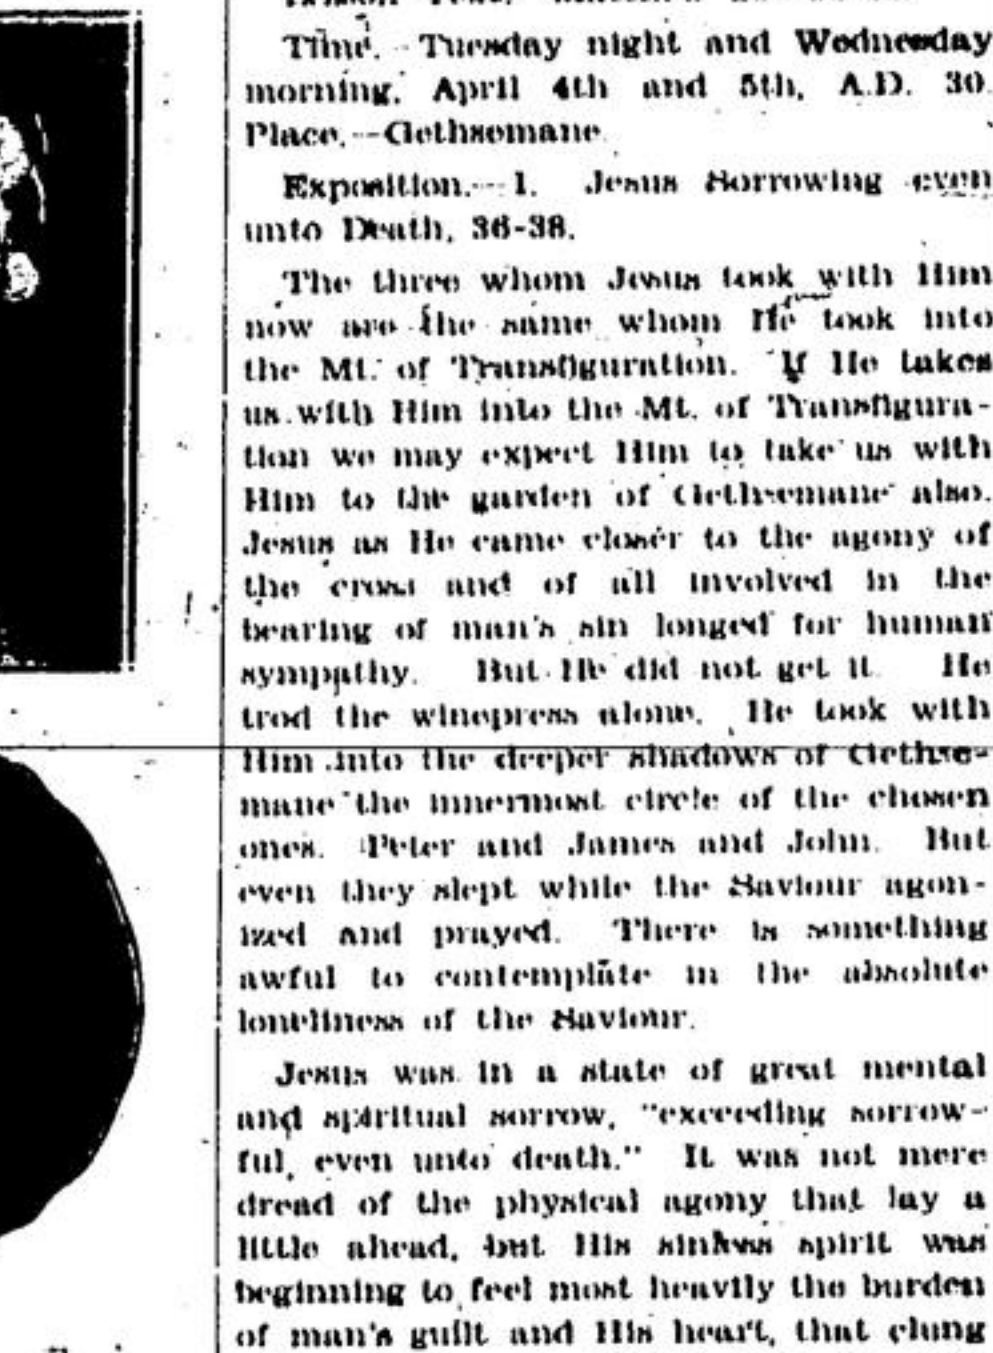 Time.--Tuesday night and Wednesday
morning, April 4th and 5th, A.D. 30.
Place.--Gethsemane.
Exposition.--1. Jesus Sorrowing even
unto Death, 36-38.
The three whom Jesus took with Him
now are the same whom He took into
the Mt. of Transfiguration. If He takes
us with Him into the Mt. of Transfigura-
tion we may expect Him to take us with
Him to the garden of Gethsemane also.
Jesus as He came closer to the agony of
the cross and of all involved in the
bearing of man's sin longed for human
sympathy. But He did not get it. He
trod the winepress alone. He took with
Him into the deeper shadows of Gethse-
mane the innermost circle of the chosen
ones. Peter and James and John. But
even they slept while the Saviour agon-
ized and prayed. There is something
awful to contemplate in the absolute
loneliness of the Saviour.
Jesus was in a state of great mental
and spiritual sorrow, "exceeding sorrow-
ful, even unto death." It was not mere
dread of the physical agony that lay a
little ahead, but His sinless spirit was
beginning to feel most heavily the burden
of man's guilt and His heart, that clung